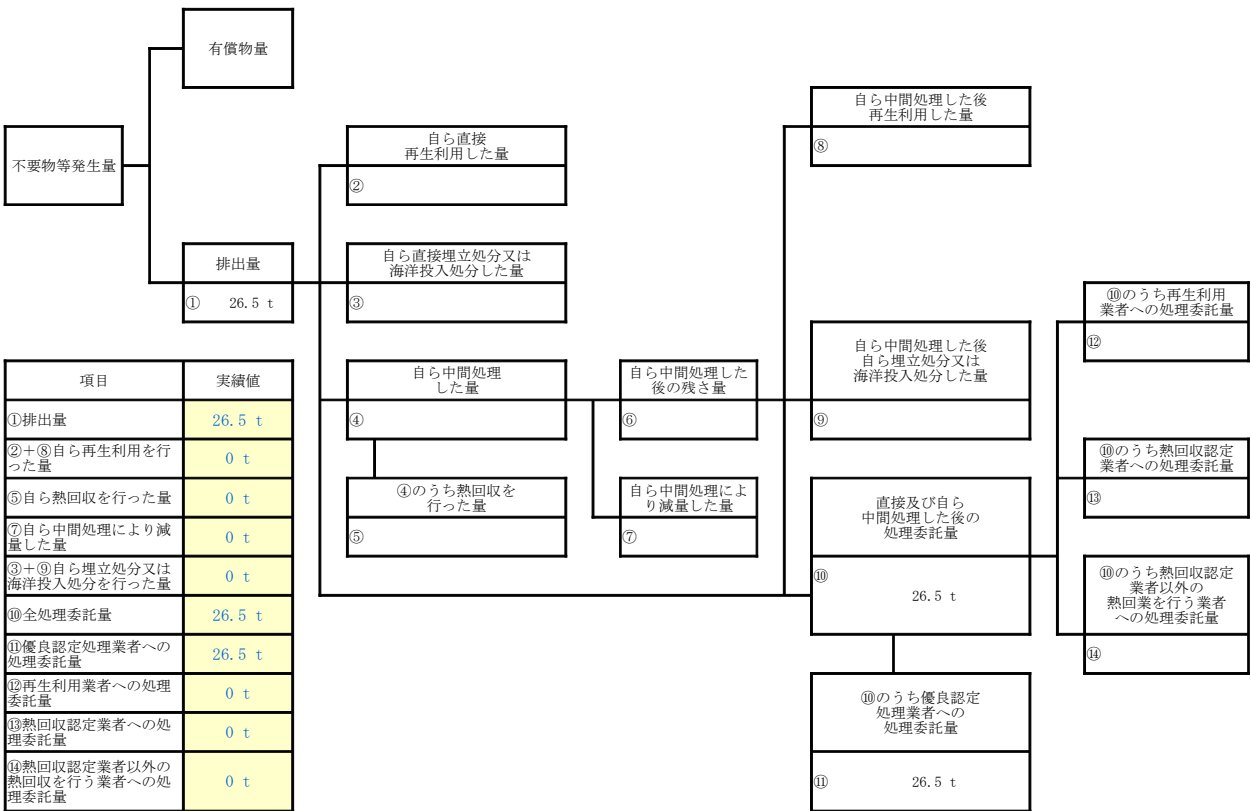 有償物量
不要物等発生量
排出量
① 26.5 t
自ら直接
再生利用した量
②
自ら直接埋立処分又は
海洋投入処分した量
③
自ら中間処理
した量
④
④のうち熱回収を
行った量
⑤
自ら中間処理した
後の残さ量
⑥
自ら中間処理によ
り減量した量
⑦
自ら中間処理した後
再生利用した量
⑧
自ら中間処理した後
自ら埋立処分又は
海洋投入処分した量
⑨
直接及び自ら
中間処理した後の
処理委託量
⑩
26.5 t
⑩のうち優良認定
処理業者への
処理委託量
⑪ 26.5 t
⑩のうち再生利用
業者への処理委託量
⑫
⑩のうち熱回収認定
業者への処理委託量
⑬
⑩のうち熱回収認定
業者以外の
熱回業を行う業者
への処理委託量
⑭
項目 実績値
①排出量 26.5 t
②＋⑧自ら再生利用を行
った量 0 t
⑤自ら熱回収を行った量 0 t
⑦自ら中間処理により減
量した量 0 t
③＋⑨自ら埋立処分又は
海洋投入処分を行った量 0 t
⑩全処理委託量 26.5 t
⑪優良認定処理業者への
処理委託量 26.5 t
⑫再生利用業者への処理
委託量 0 t
⑬熱回収認定業者への処
理委託量 0 t
⑭熱回収認定業者以外の
熱回収を行う業者への処
理委託量 0 t